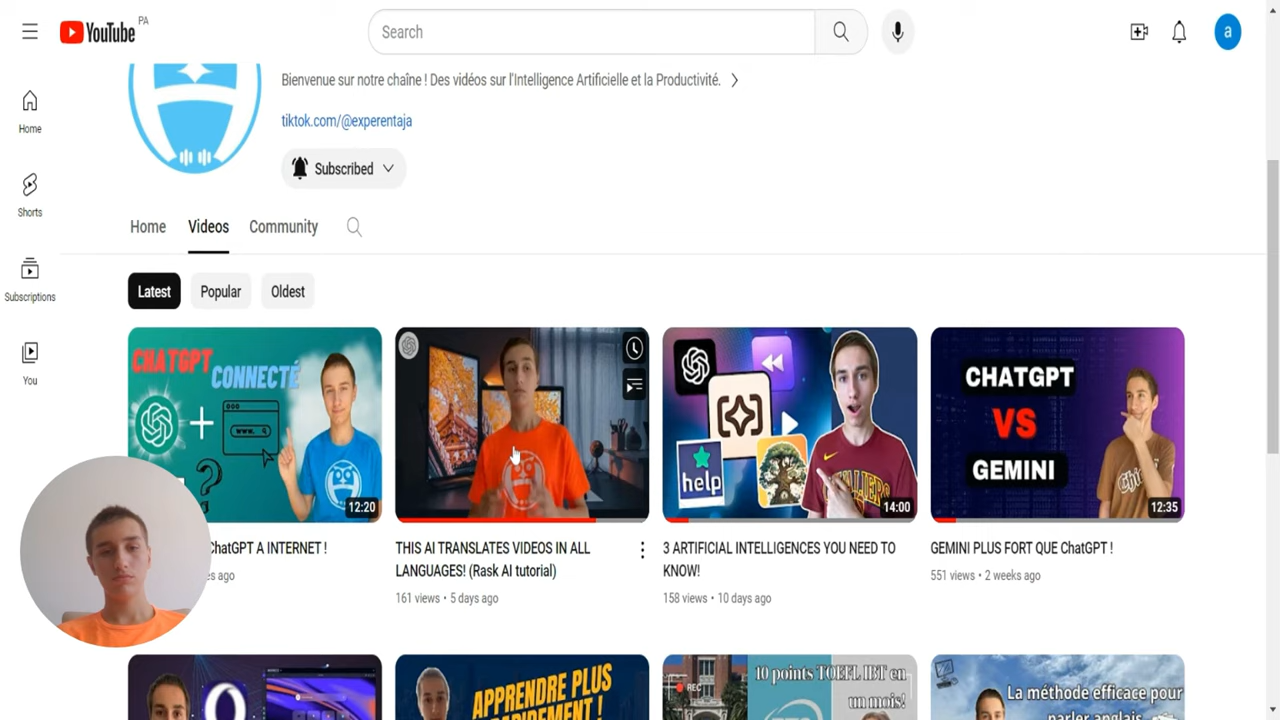 YouTube PA
Search
a
Bienvenue sur notre chaîne ! Des vidéos sur l'Intelligence Artificielle et la Productivité.
tiktok.com/@experentaja
Subscribed
Home
Shorts
Subscriptions
You
Home Videos Community
Latest Popular Oldest
CHATGPT
CONNECTÉ
www.
12:20
help
14:00
CHATGPT
VS
GEMINI
12:35
ChatGPT A INTERNET !
ago
THIS AI TRANSLATES VIDEOS IN ALL
LANGUAGES! (Rask AI tutorial)
161 views • 5 days ago
3 ARTIFICIAL INTELLIGENCES YOU NEED TO
KNOW!
158 views • 10 days ago
GEMINI PLUS FORT QUE ChatGPT !
551 views • 2 weeks ago
APPRENDRE PLUS
RAPIDEMENT !
REC
10 points TOEFL IBT en
un mois!
La méthode efficace pour
parler anglais